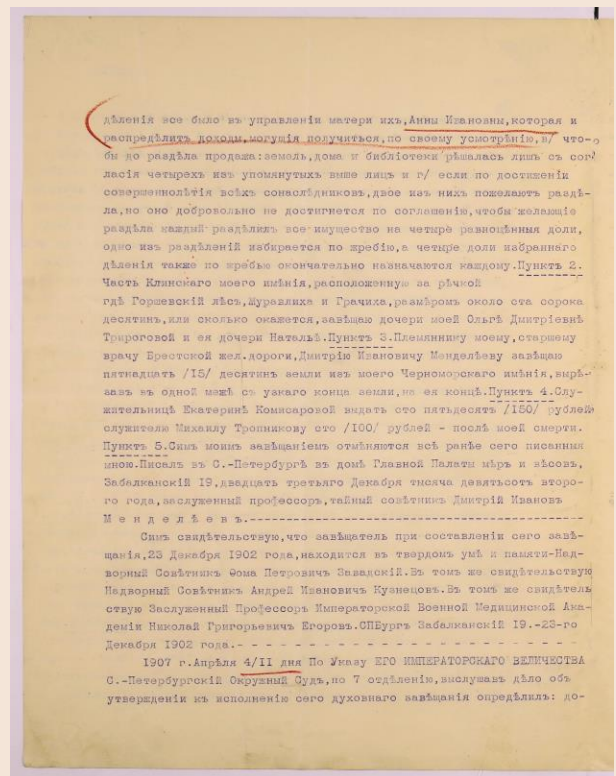 дѣленія все было въ управленіи матери ихъ,Анны Ивановны,которая и
распредѣлитъ доходы,могущія получиться,по своему усмотрѣнію,в/ что-
бы до раздѣла продажа:земель,дома и библіотеки рѣшалась лишь съ сог
ласія четырехъ изъ упомянутыхъ выше лицъ и г/ если по достиженіи
совершеннолѣтія всѣхъ сонаслѣдниковъ,двое изъ нихъ пожелаютъ раздѣ-
ла,но оно добровольно не достигнется по соглашенію,чтобы желающіе
раздѣла каждый раздѣлилъ все имущество на четыре равноцѣнныя доли,
одно изъ раздѣленій избирается по жребію,а четыре доли избраннаго
дѣленія также по жребью окончательно назначаются каждому.Пунктъ 2.
Часть Клинскаго моего имѣнія,расположенную за рѣчкой
гдѣ Горшевскій лѣсъ,Журавлиха и Грачиха,размѣромъ около ста сорока
десятинъ,или сколько окажется,завѣщаю дочери моей Ольгѣ Дмитріевнѣ
Трироговой и ея дочери Натальѣ.Пунктъ 3.Племяннику моему,старшему
врачу Брестской жел.дороги,Дмитрію Ивановичу Менделѣеву завѣщаю
пятнадцать /15/ десятинъ земли изъ моего Черноморскаго имѣнія,вырѣ-
завъ въ одной межѣ съ узкаго конца земли,на ея концѣ.Пунктъ 4.Слу-
жательницѣ Екатеринѣ Комисаровой выдать сто пятьдесятъ /150/ рублей
служителю Михаилу Тропникову сто /100/ рублей - послѣ моей смерти.
Пунктъ 5.Симъ моимъ завѣщаніемъ отмѣняются всѣ ранѣе сего писанныя
мною.Писалъ въ С.-Петербургѣ въ домѣ Главной Палаты мѣръ и вѣсовъ,
Забалканскій 19,двадцать третьяго Декабря тысяча девятьсотъ второ-
го года,заслуженный профессоръ,тайный совѣтникъ Дмитрій Ивановъ
М е н д е л ѣ е в ъ.--------------------------------
Симъ свидѣтельствую,что завѣщатель при составленіи сего завѣ-
щанія,23 Декабря 1902 года,находится въ твердомъ умѣ и памяти-Над-
ворный Совѣтникъ Ѳома Петровичъ Завадскій.Въ томъ же свидѣтельствую
Надворный Совѣтникъ Андрей Ивановичъ Кузнецовъ.Въ томъ же свидѣтель
ствую Заслуженный Профессоръ Императорской Военной Медицинской Ака-
деміи Николай Григорьевичъ Егоровъ.СПБургъ Забалканскій 19.-23-го
Декабря 1902 года.- - - - - - - - - - - - - - - - - - - -
1907 г.Апрѣля 4/11 дня По Указу ЕГО ИМПЕРАТОРСКАГО ВЕЛИЧЕСТВА
С.-Петербургскій Окружный Судъ,по 7 отдѣленію,выслушавъ дѣло объ
утвержденіи къ исполненію сего духовнаго завѣщанія опредѣлилъ: до-